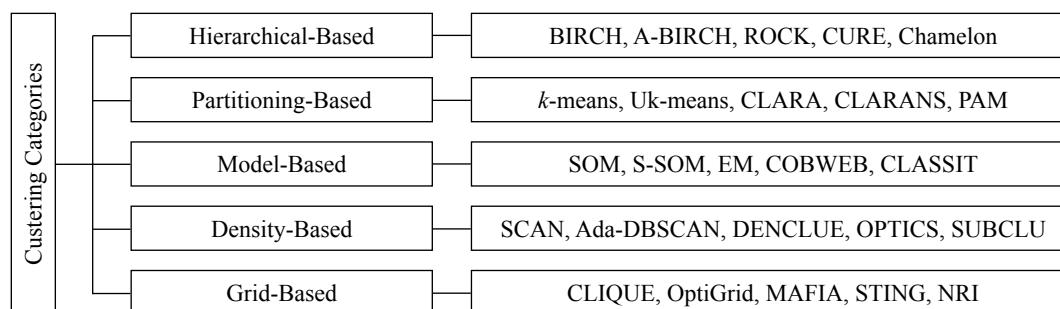 Custering Categories
Hierarchical-Based
BIRCH, A-BIRCH, ROCK, CURE, Chamelon
Partitioning-Based
k-means, Uk-means, CLARA, CLARANS, PAM
Model-Based
SOM, S-SOM, EM, COBWEB, CLASSIT
Density-Based
SCAN, Ada-DBSCAN, DENCLUE, OPTICS, SUBCLU
Grid-Based
CLIQUE, OptiGrid, MAFIA, STING, NRI